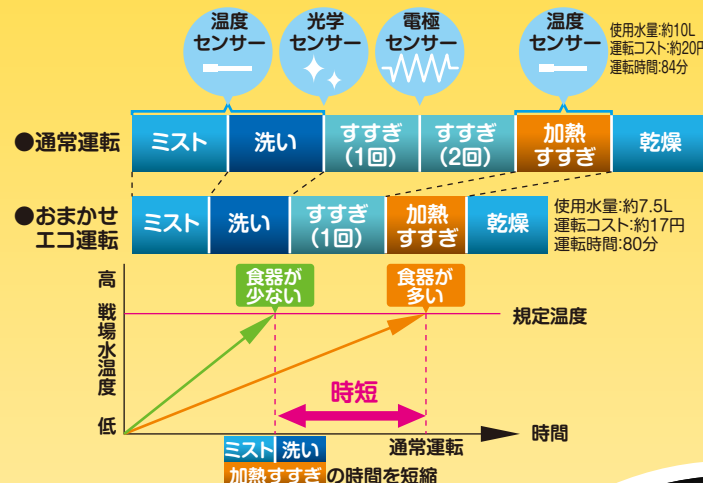 温度
センサー
光学
センサー
電極
センサー
温度
センサー
使用水量:約10L
運転コスト:約20円
運転時間:84分
●通常運転
ミスト
洗い
すすぎ
(1回)
すすぎ
(2回)
加熱
すすぎ
乾燥
●おまかせ
エコ運転
ミスト
洗い
すすぎ
(1回)
加熱
すすぎ
乾燥
使用水量:約7.5L
運転コスト:約17円
運転時間:80分
高
戦場水温度
低
食器が
少ない
食器が
多い
規定温度
時短
通常運転
時間
ミスト 洗い
加熱すすぎの時間を短縮